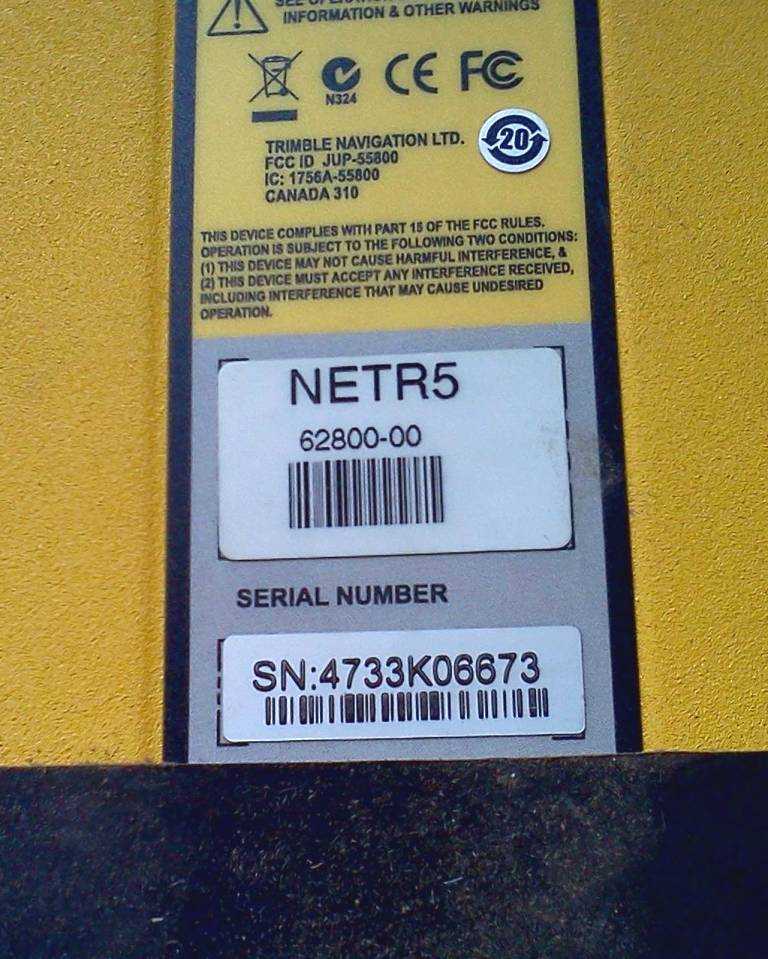 SEE OPERATION
INFORMATION & OTHER WARNINGS
N324
CE FC
TRIMBLE NAVIGATION LTD.
FCC ID JUP-55800
IC: 1756A-55800
CANADA 310
20
THIS DEVICE COMPLIES WITH PART 15 OF THE FCC RULES.
OPERATION IS SUBJECT TO THE FOLLOWING TWO CONDITIONS:
(1) THIS DEVICE MAY NOT CAUSE HARMFUL INTERFERENCE, &
(2) THIS DEVICE MUST ACCEPT ANY INTERFERENCE RECEIVED,
INCLUDING INTERFERENCE THAT MAY CAUSE UNDESIRED
OPERATION.
NETR5
62800-00
SERIAL NUMBER
SN:4733K06673